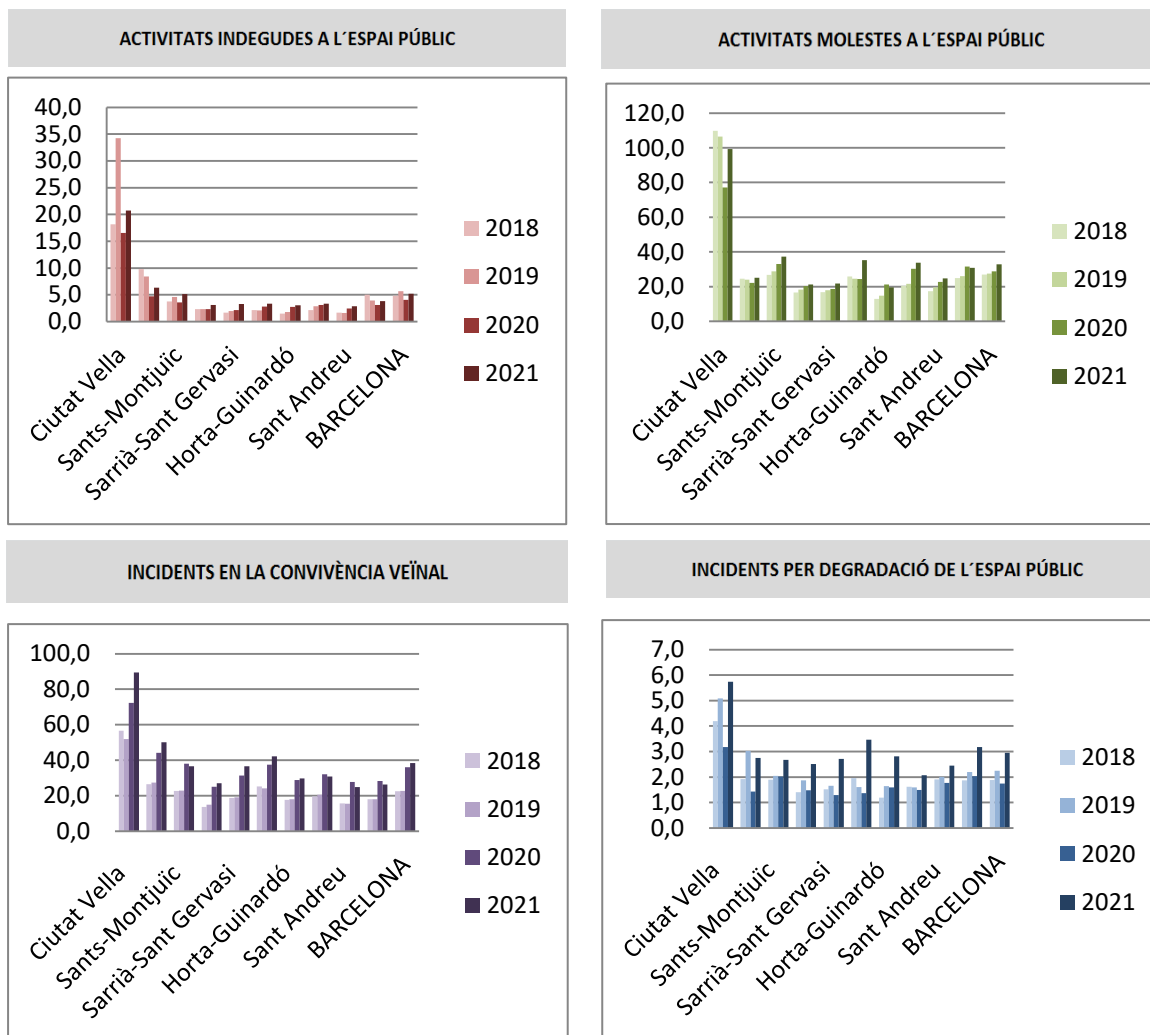 ACTIVITATS INDEGUDES A L´ESPAI PÚBLIC
40,0
35,0
30,0
25,0
20,0
15,0
10,0
5,0
0,0
Ciutat Vella
Sants-Montjuïc
Sarrià-Sant Gervasi
Horta-Guinardó
Sant Andreu
BARCELONA
2018
2019
2020
2021
ACTIVITATS MOLESTES A L´ESPAI PÚBLIC
120,0
100,0
80,0
60,0
40,0
20,0
0,0
Ciutat Vella
Sants-Montjuïc
Sarrià-Sant Gervasi
Horta-Guinardó
Sant Andreu
BARCELONA
2018
2019
2020
2021
INCIDENTS EN LA CONVIVÈNCIA VEÏNAL
100,0
80,0
60,0
40,0
20,0
0,0
Ciutat Vella
Sants-Montjuïc
Sarrià-Sant Gervasi
Horta-Guinardó
Sant Andreu
BARCELONA
2018
2019
2020
2021
INCIDENTS PER DEGRADACIÓ DE L´ESPAI PÚBLIC
7,0
6,0
5,0
4,0
3,0
2,0
1,0
0,0
Ciutat Vella
Sants-Montjuïc
Sarrià-Sant Gervasi
Horta-Guinardó
Sant Andreu
BARCELONA
2018
2019
2020
2021